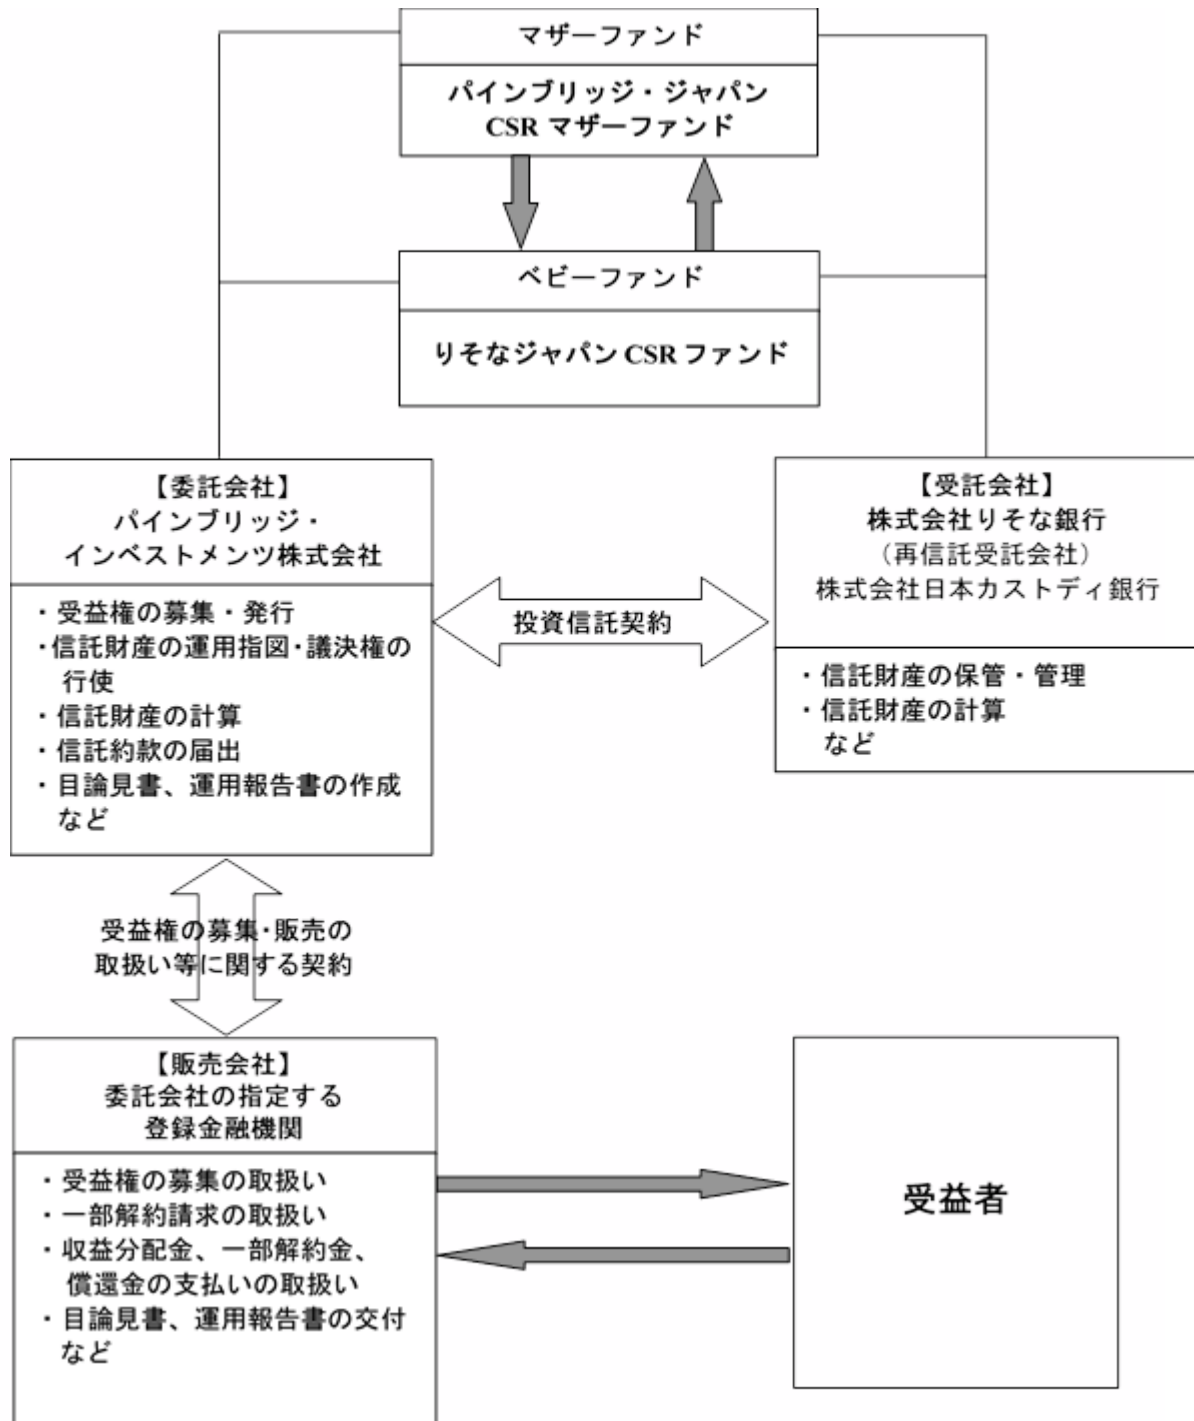 マザーファンド
パインブリッジ・ジャパン
CSR マザーファンド
ベビーファンド
りそなジャパン CSR ファンド
【委託会社】
パインブリッジ・
インベストメンツ株式会社
・受益権の募集・発行
・信託財産の運用指図・議決権の
行使
・信託財産の計算
・信託約款の届出
・目論見書、運用報告書の作成
など
投資信託契約
【受託会社】
株式会社りそな銀行
（再信託受託会社）
株式会社日本カストディ銀行
・信託財産の保管・管理
・信託財産の計算
など
受益権の募集・販売の
取扱い等に関する契約
【販売会社】
委託会社の指定する
登録金融機関
・受益権の募集の取扱い
・一部解約請求の取扱い
・収益分配金、一部解約金、
償還金の支払いの取扱い
・目論見書、運用報告書の交付
など
受益者